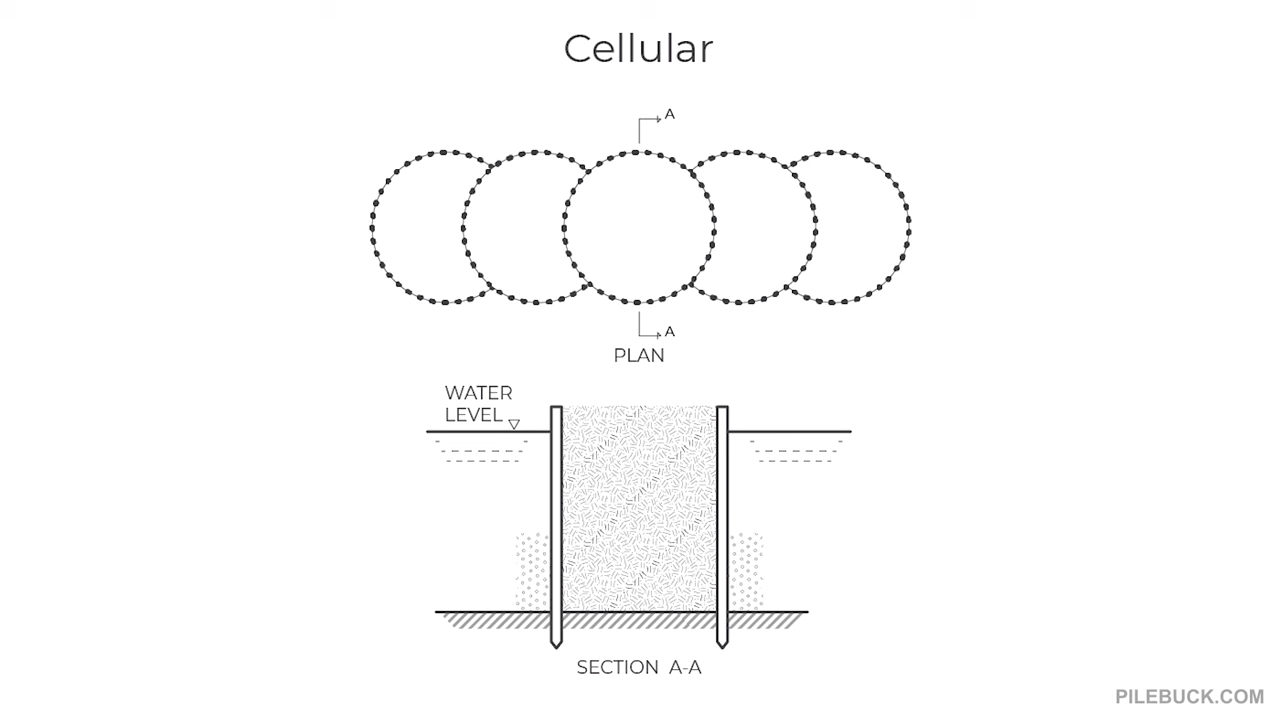 Cellular
A
A
PLAN
WATER
LEVEL
SECTION A-A
PILEBUCK.COM